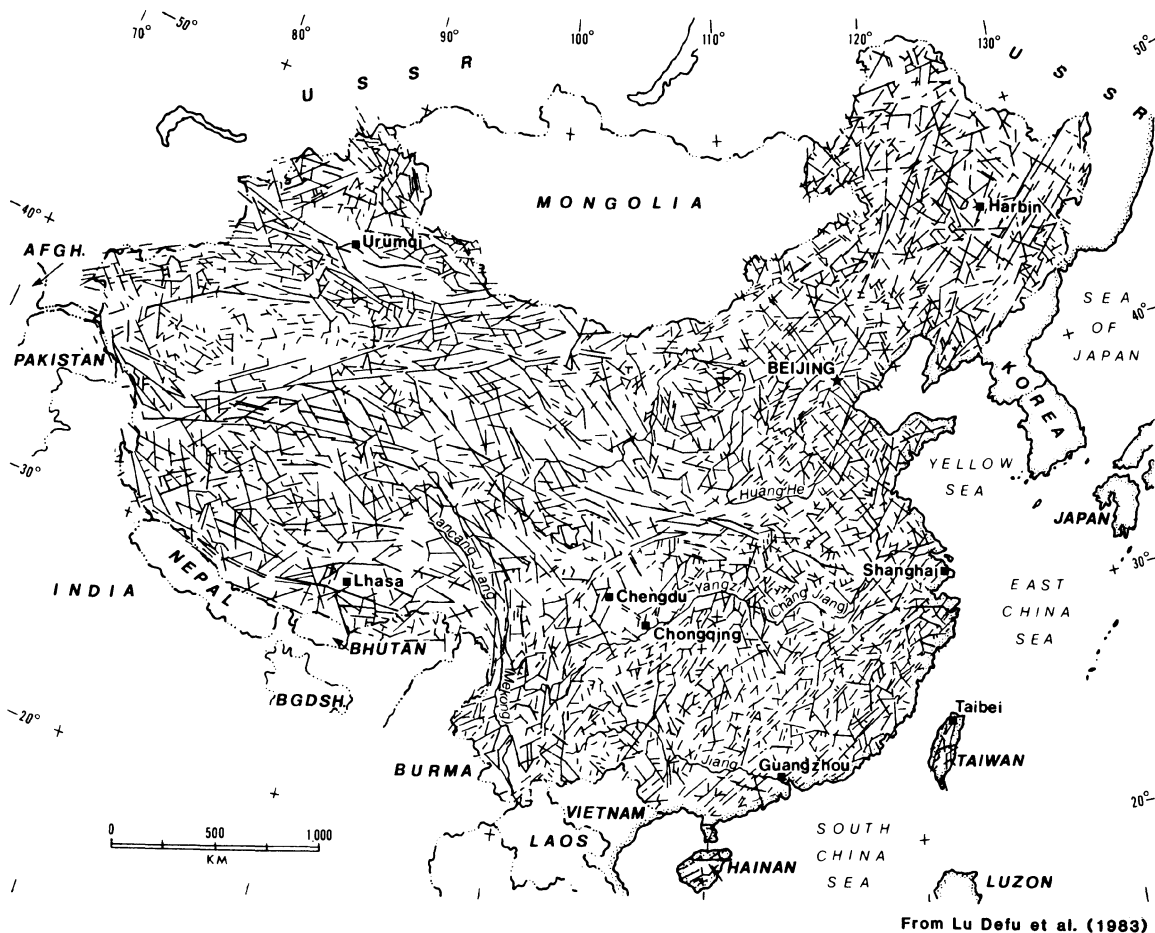 70°
50°
80°
90°
100°
110°
120°
130°
50°
U S S R
U S S R
40°
MONGOLIA
Harbin
Urumqi
AFGH.
SEA
OF
JAPAN
40°
PAKISTAN
BEIJING
KOREA
30°
YELLOW
SEA
Huang He
JAPAN
Lancang Jiang
NEPAL
Shanghai
30°
INDIA
Lhasa
Chengdu
Yangzi
(Chang Jiang)
EAST
CHINA
SEA
Chongqing
BHUTAN
BGDSH.
(Mekong)
20°
Taibei
Jiang
Guangzhou
TAIWAN
BURMA
VIETNAM
20°
0 500 1,000
KM
LAOS
SOUTH
CHINA
SEA
HAINAN
LUZON
From Lu Defu et al. (1983)